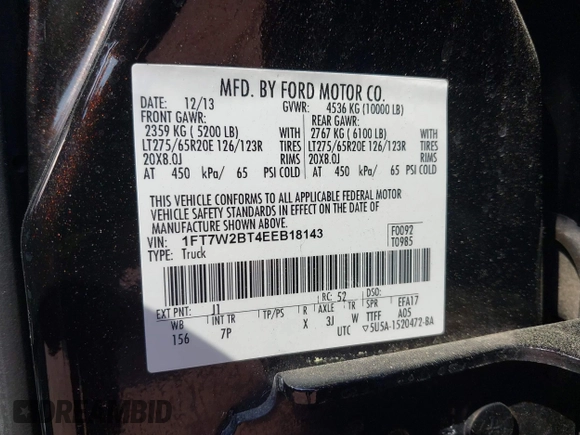 MFD. BY FORD MOTOR CO.
DATE: 12/13 GVWR: 4536 KG (10000 LB)
FRONT GAWR: REAR GAWR:
2359 KG ( 5200 LB) WITH 2767 KG ( 6100 LB) WITH
LT275/65R20E 126/123R TIRES LT275/65R20E 126/123R TIRES
20X8.0J RIMS 20X8.0J RIMS
AT 450 kPa/ 65 PSI COLD AT 450 kPa/ 65 PSI COLD
THIS VEHICLE CONFORMS TO ALL APPLICABLE FEDERAL MOTOR
VEHICLE SAFETY STANDARDS IN EFFECT ON THE DATE OF
MANUFACTURE SHOWN ABOVE.
VIN: 1FT7W2BT4EEB18143 F0092
TYPE: Truck T0985
EXT PNT: J1 RC: 52 DSO:
WB INT TR TP/PS R AXLE TR SPR EFA17
156 7P X 3J W TTFF A05
UTC ▽5U5A-1520472-BA
DREAMBID